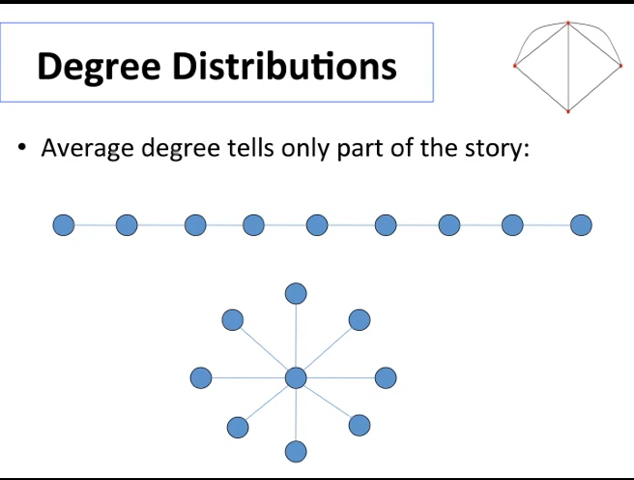 Degree Distributions
• Average degree tells only part of the story: